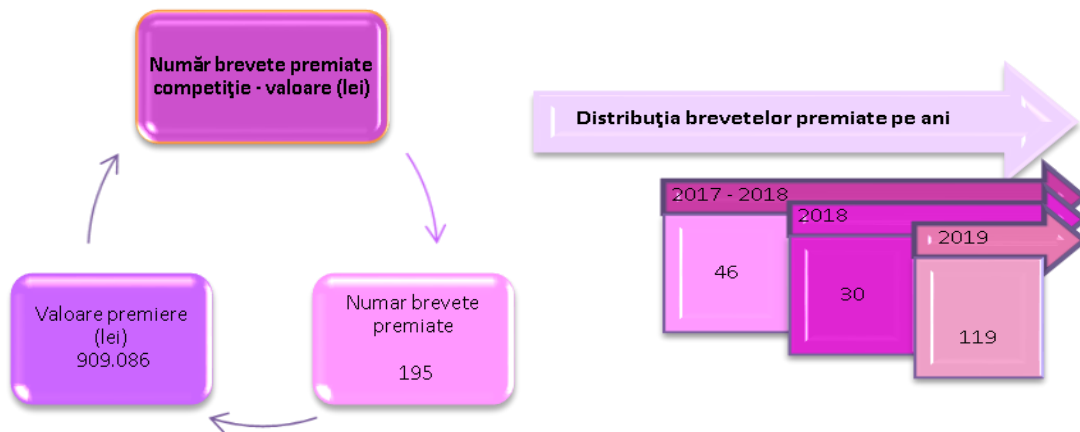 Număr brevete premiate
competiţie - valoare (lei)
Valoare premiere
(lei)
909.086
Numar brevete
premiate
195
Distribuţia brevetelor premiate pe ani
2017 - 2018
46
2018
30
2019
119